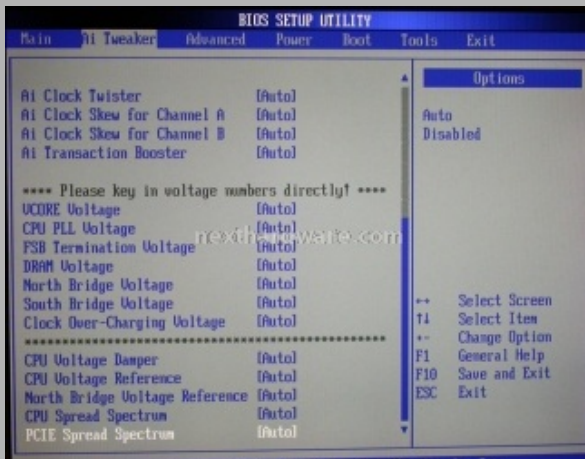 BIOS SETUP UTILITY
Main Ai Tweaker Advanced Power Boot Tools Exit
Options
Ai Clock Twister [Auto]
Ai Clock Skew for Channel A [Auto]
Ai Clock Skew for Channel B [Auto]
Ai Transaction Booster [Auto]
Auto
Disabled
**** Please key in voltage numbers directly! ****
VCORE Voltage [Auto]
CPU PLL Voltage [Auto]
nexthardware.com
FSB Termination Voltage [Auto]
DRAM Voltage [Auto]
North Bridge Voltage [Auto]
South Bridge Voltage [Auto]
Clock Over-Charging Voltage [Auto]
**************************************************
CPU Voltage Damper [Auto]
CPU Voltage Reference [Auto]
North Bridge Voltage Reference [Auto]
CPU Spread Spectrum [Auto]
PCIE Spread Spectrum [Auto]
↔ Select Screen
↑↓ Select Item
+- Change Option
F1 General Help
F10 Save and Exit
ESC Exit